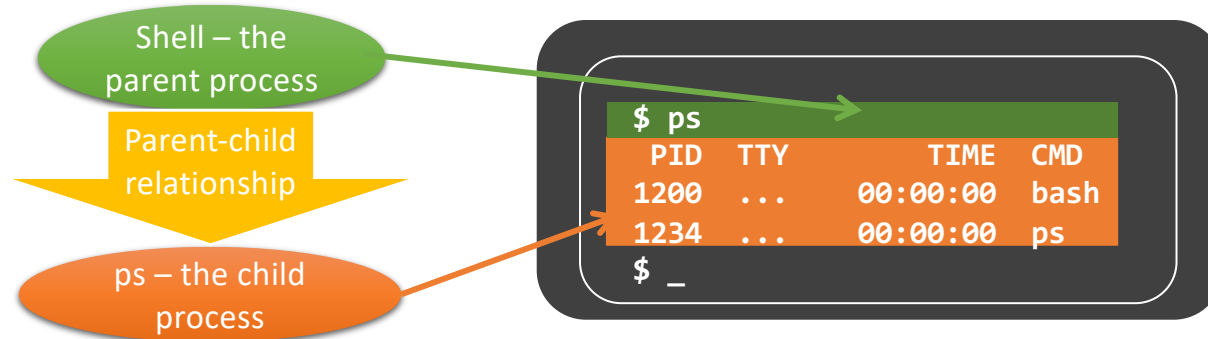 Shell – the
parent process
Parent-child
relationship
ps – the child
process
$ ps
PID TTY TIME CMD
1200 ... 00:00:00 bash
1234 ... 00:00:00 ps
$ _